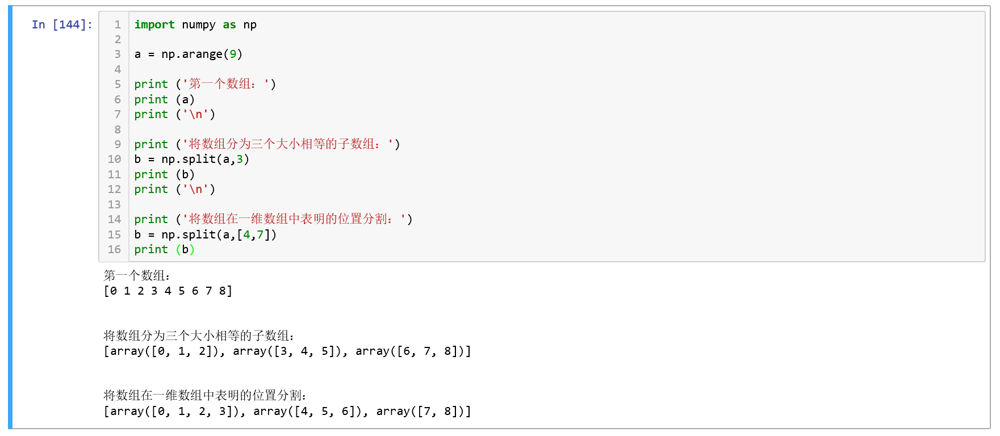 In [144]:
1 import numpy as np
2
3 a = np.arange(9)
4
5 print ('第一个数组：')
6 print (a)
7 print ('\n')
8
9 print ('将数组分为三个大小相等的子数组：')
10 b = np.split(a,3)
11 print (b)
12 print ('\n')
13
14 print ('将数组在一维数组中表明的位置分割：')
15 b = np.split(a,[4,7])
16 print (b)
第一个数组：
[0 1 2 3 4 5 6 7 8]
将数组分为三个大小相等的子数组：
[array([0, 1, 2]), array([3, 4, 5]), array([6, 7, 8])]
将数组在一维数组中表明的位置分割：
[array([0, 1, 2, 3]), array([4, 5, 6]), array([7, 8])]